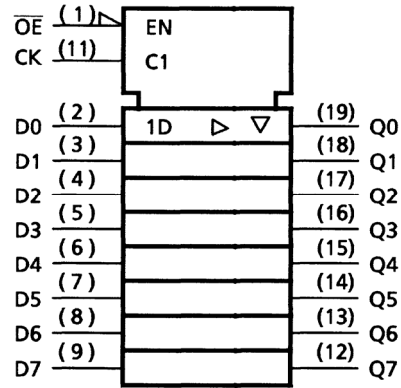 OE (1) EN
CK (11) C1
D0 (2) 1D (19) Q0
D1 (3) (18) Q1
D2 (4) (17) Q2
D3 (5) (16) Q3
D4 (6) (15) Q4
D5 (7) (14) Q5
D6 (8) (13) Q6
D7 (9) (12) Q7